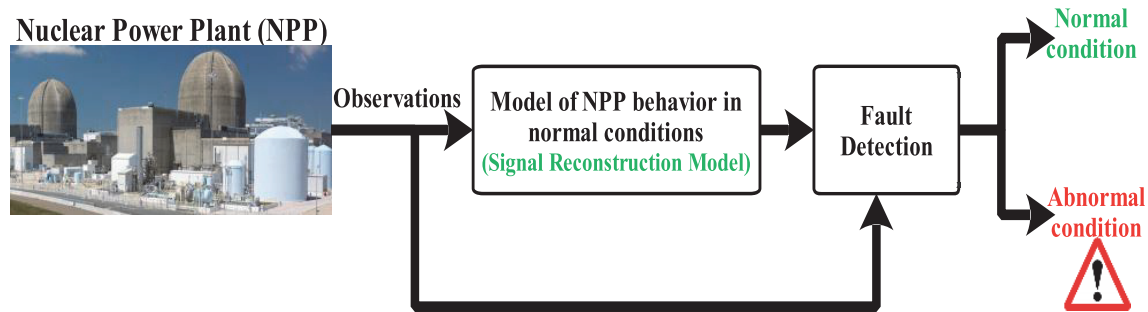 Nuclear Power Plant (NPP)
Observations
Model of NPP behavior in
normal conditions
(Signal Reconstruction Model)
Fault
Detection
Normal
condition
Abnormal
condition